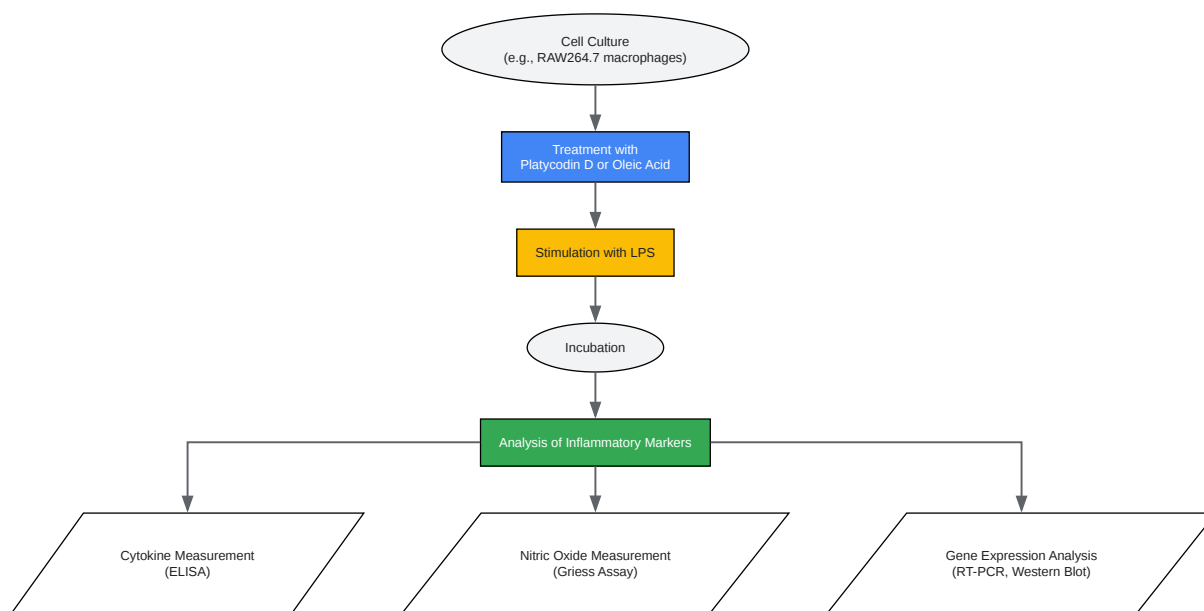 Cell Culture
(e.g., RAW264.7 macrophages)
Treatment with
Platycodin D or Oleic Acid
Stimulation with LPS
Incubation
Analysis of Inflammatory Markers
Cytokine Measurement
(ELISA)
Nitric Oxide Measurement
(Griess Assay)
Gene Expression Analysis
(RT-PCR, Western Blot)